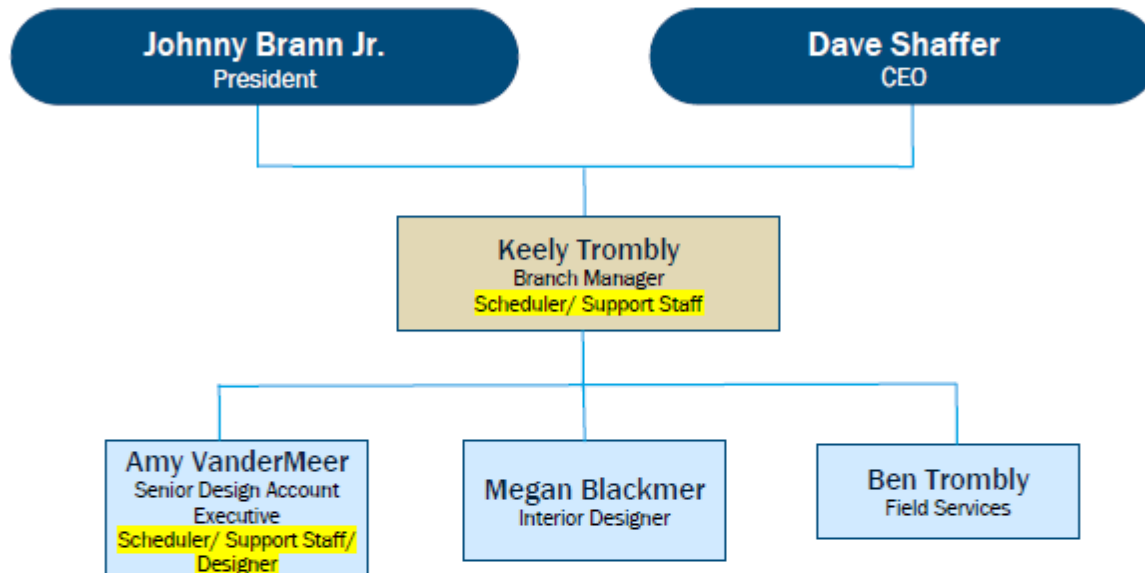 Johnny Brann Jr.
President
Dave Shaffer
CEO
Keely Trombly
Branch Manager
Scheduler/ Support Staff
Amy VanderMeer
Senior Design Account
Executive
Scheduler/ Support Staff/
Designer
Megan Blackmer
Interior Designer
Ben Trombly
Field Services